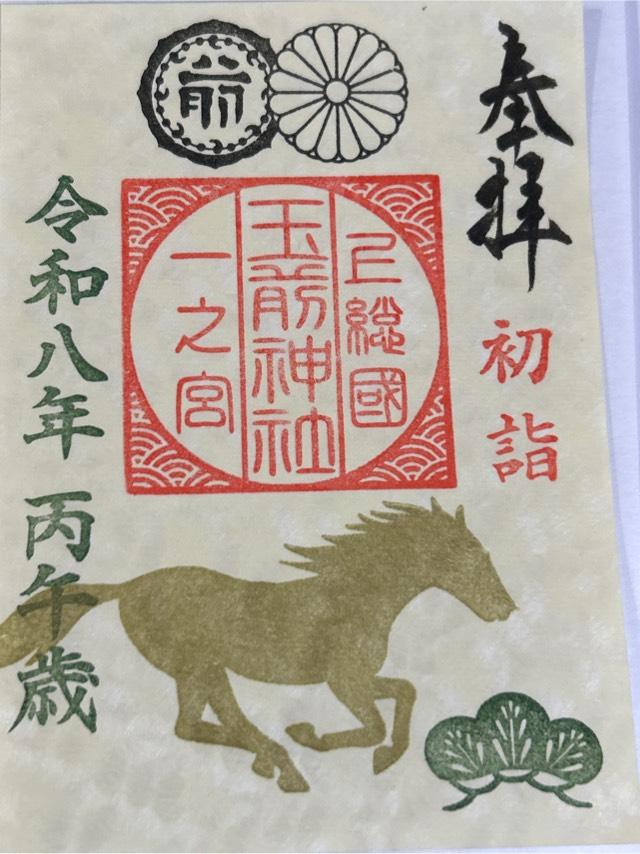 奉拝
初詣
前
上總國
玉前神社
一之宮
令和八年 丙午歳